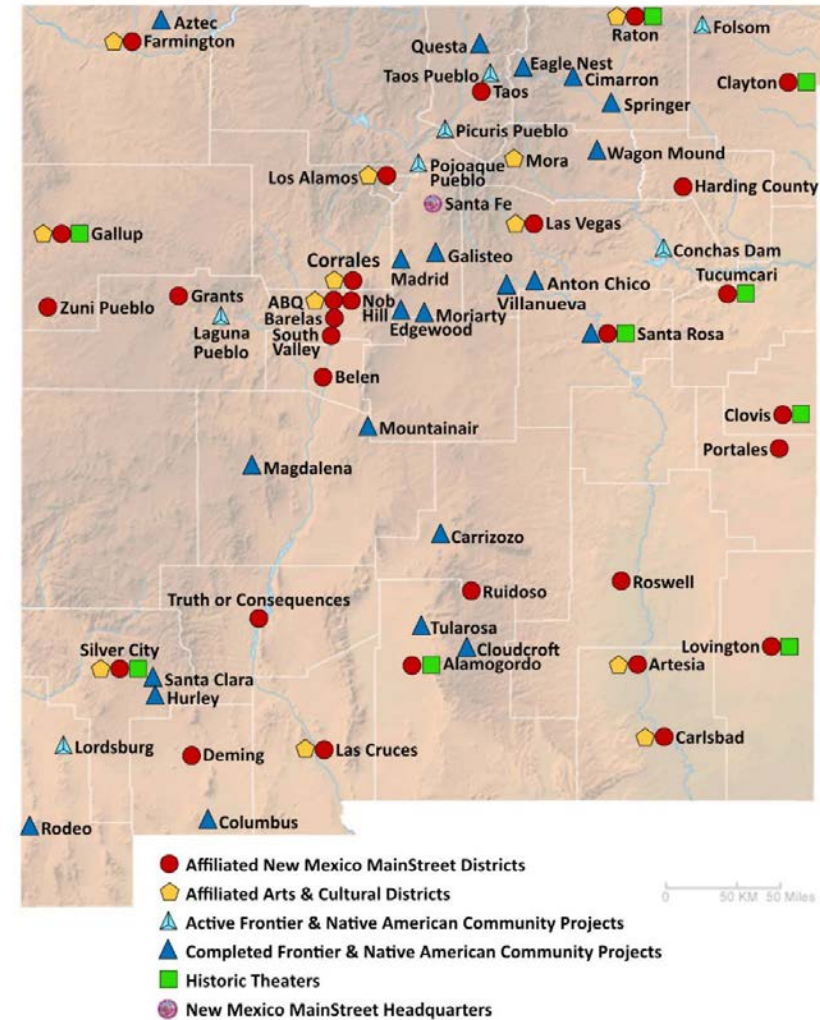 Aztec
Farmington
Questa
Raton
Folsom
Eagle Nest
Taos Pueblo
Cimarron
Clayton
Taos
Springer
Picuris Pueblo
Mora
Wagon Mound
Los Alamos
Pojoaque
Pueblo
Harding County
Santa Fe
Gallup
Las Vegas
Conchas Dam
Corrales
Madrid
Galisteo
Tucumcari
Zuni Pueblo
Grants
ABQ
Nob
Hill
Anton Chico
Villanueva
Laguna
Pueblo
Barelas
South
Valley
Edgewood
Moriarty
Santa Rosa
Belen
Clovis
Mountainair
Portales
Magdalena
Carrizozo
Truth or Consequences
Ruidoso
Roswell
Tularosa
Silver City
Cloudcroft
Lovington
Alamogordo
Artesia
Santa Clara
Hurley
Lordsburg
Deming
Las Cruces
Carlsbad
Rodeo
Columbus
Affiliated New Mexico MainStreet Districts
Affiliated Arts & Cultural Districts
Active Frontier & Native American Community Projects
Completed Frontier & Native American Community Projects
Historic Theaters
New Mexico MainStreet Headquarters
0 50 KM 50 Miles